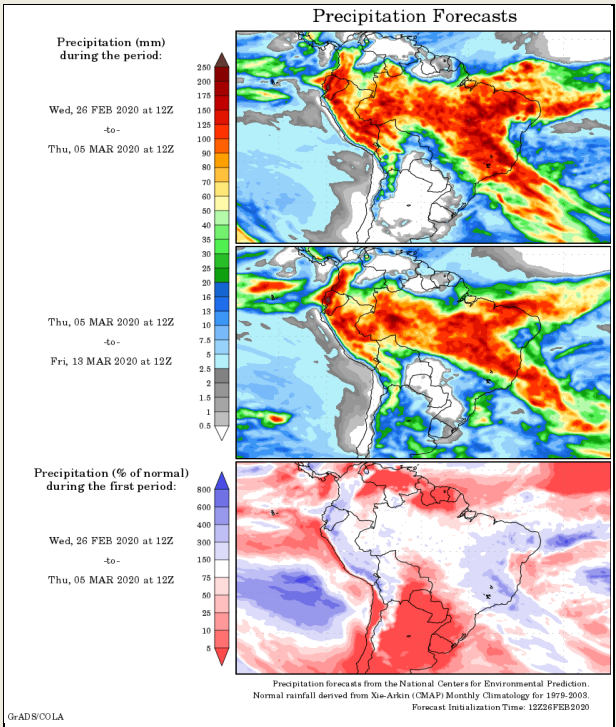 Precipitation Forecasts
Precipitation (mm)
during the period:
Wed, 26 FEB 2020 at 12Z
-to-
Thu, 05 MAR 2020 at 12Z
250
200
175
150
125
100
90
80
70
60
50
40
35
30
25
20
16
13
10
7.5
5
2.5
2
1.5
1
0.5
Thu, 05 MAR 2020 at 12Z
-to-
Fri, 13 MAR 2020 at 12Z
Precipitation (% of normal)
during the first period:
Wed, 26 FEB 2020 at 12Z
-to-
Thu, 05 MAR 2020 at 12Z
800
600
400
300
150
75
50
25
10
5
Precipitation forecasts from the National Centers for Environmental Prediction.
Normal rainfall derived from Xie-Arkin (CMAP) Monthly Climatology for 1979-2003.
Forecast Initialization Time: 12Z26FEB2020
GrADS/COLA